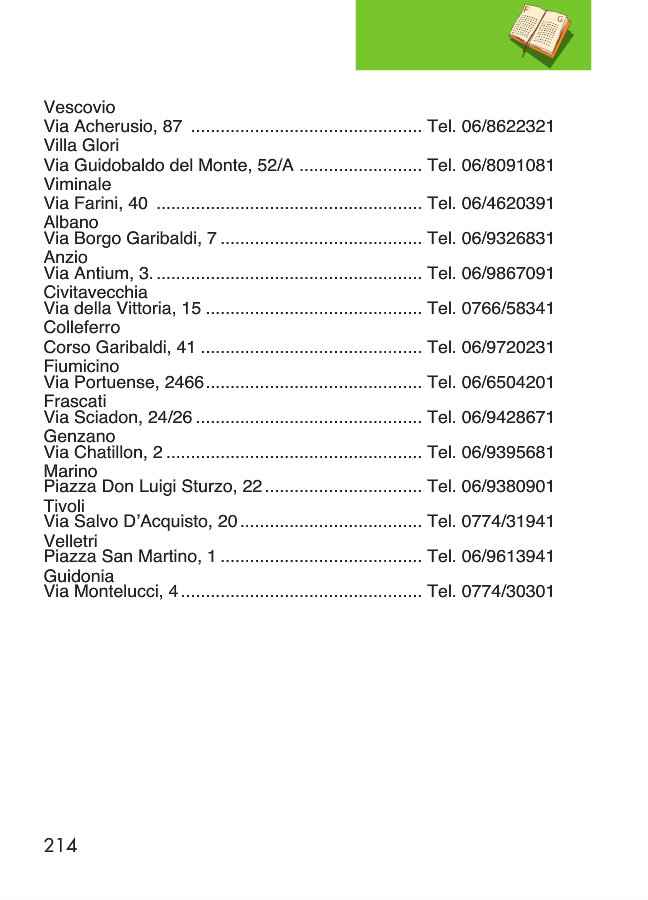 F G
Vescovio
Via Acherusio, 87 ............................................... Tel. 06/8622321
Villa Glori
Via Guidobaldo del Monte, 52/A ......................... Tel. 06/8091081
Viminale
Via Farini, 40 ...................................................... Tel. 06/4620391
Albano
Via Borgo Garibaldi, 7 ......................................... Tel. 06/9326831
Anzio
Via Antium, 3. ...................................................... Tel. 06/9867091
Civitavecchia
Via della Vittoria, 15 ............................................ Tel. 0766/58341
Colleferro
Corso Garibaldi, 41 ............................................. Tel. 06/9720231
Fiumicino
Via Portuense, 2466............................................ Tel. 06/6504201
Frascati
Via Sciadon, 24/26 .............................................. Tel. 06/9428671
Genzano
Via Chatillon, 2 .................................................... Tel. 06/9395681
Marino
Piazza Don Luigi Sturzo, 22 ................................ Tel. 06/9380901
Tivoli
Via Salvo D’Acquisto, 20 ..................................... Tel. 0774/31941
Velletri
Piazza San Martino, 1 ......................................... Tel. 06/9613941
Guidonia
Via Montelucci, 4 ................................................. Tel. 0774/30301
214